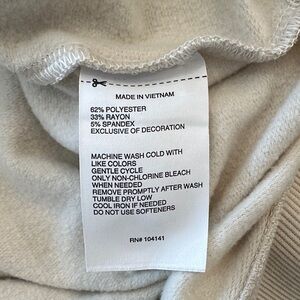 MADE IN VIETNAM
62% POLYESTER
33% RAYON
5% SPANDEX
EXCLUSIVE OF DECORATION
MACHINE WASH COLD WITH
LIKE COLORS
GENTLE CYCLE
ONLY NON-CHLORINE BLEACH
WHEN NEEDED
REMOVE PROMPTLY AFTER WASH
TUMBLE DRY LOW
COOL IRON IF NEEDED
DO NOT USE SOFTENERS
RN# 104141